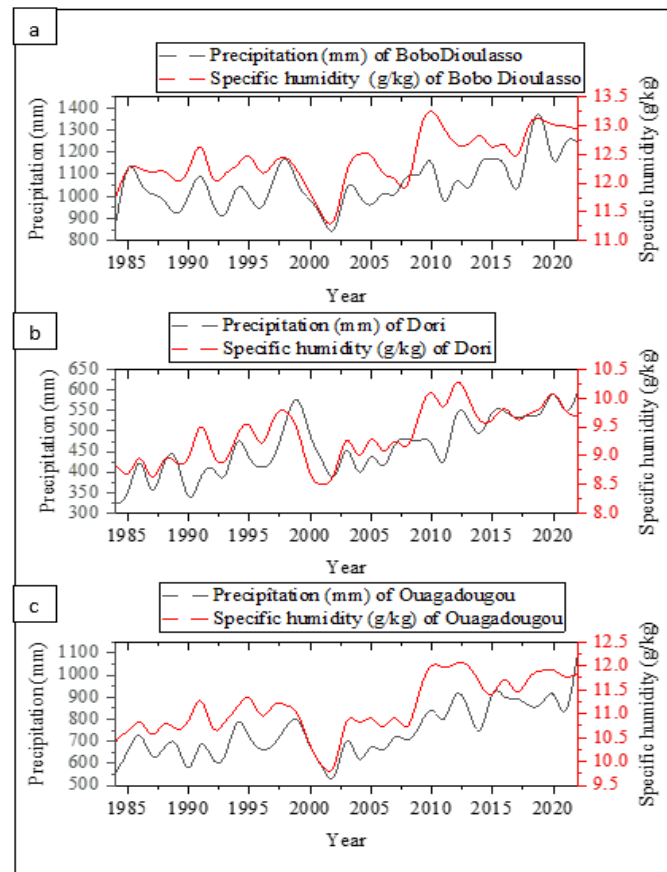 a
Precipitation (mm) of BoboDioulasso
Specific humidity (g/kg) of Bobo Dioulasso
Precipitation (mm)
1400
1300
1200
1100
1000
900
800
13.5
13.0
12.5
12.0
11.5
11.0
Specific humidity (g/kg)
1985 1990 1995 2000 2005 2010 2015 2020
Year
b
Precipitation (mm) of Dori
Specific humidity (g/kg) of Dori
Precipitation (mm)
650
600
550
500
450
400
350
300
10.5
10.0
9.5
9.0
8.5
8.0
Specific humidity (g/kg)
1985 1990 1995 2000 2005 2010 2015 2020
Year
c
Precipîtation (mm) of Ouagadougou
Specific humidity (g/kg) of Ouagadougou
Precipitation (mm)
1100
1000
900
800
700
600
500
12.5
12.0
11.5
11.0
10.5
10.0
9.5
Specific humidity (g/kg)
1985 1990 1995 2000 2005 2010 2015 2020
Year